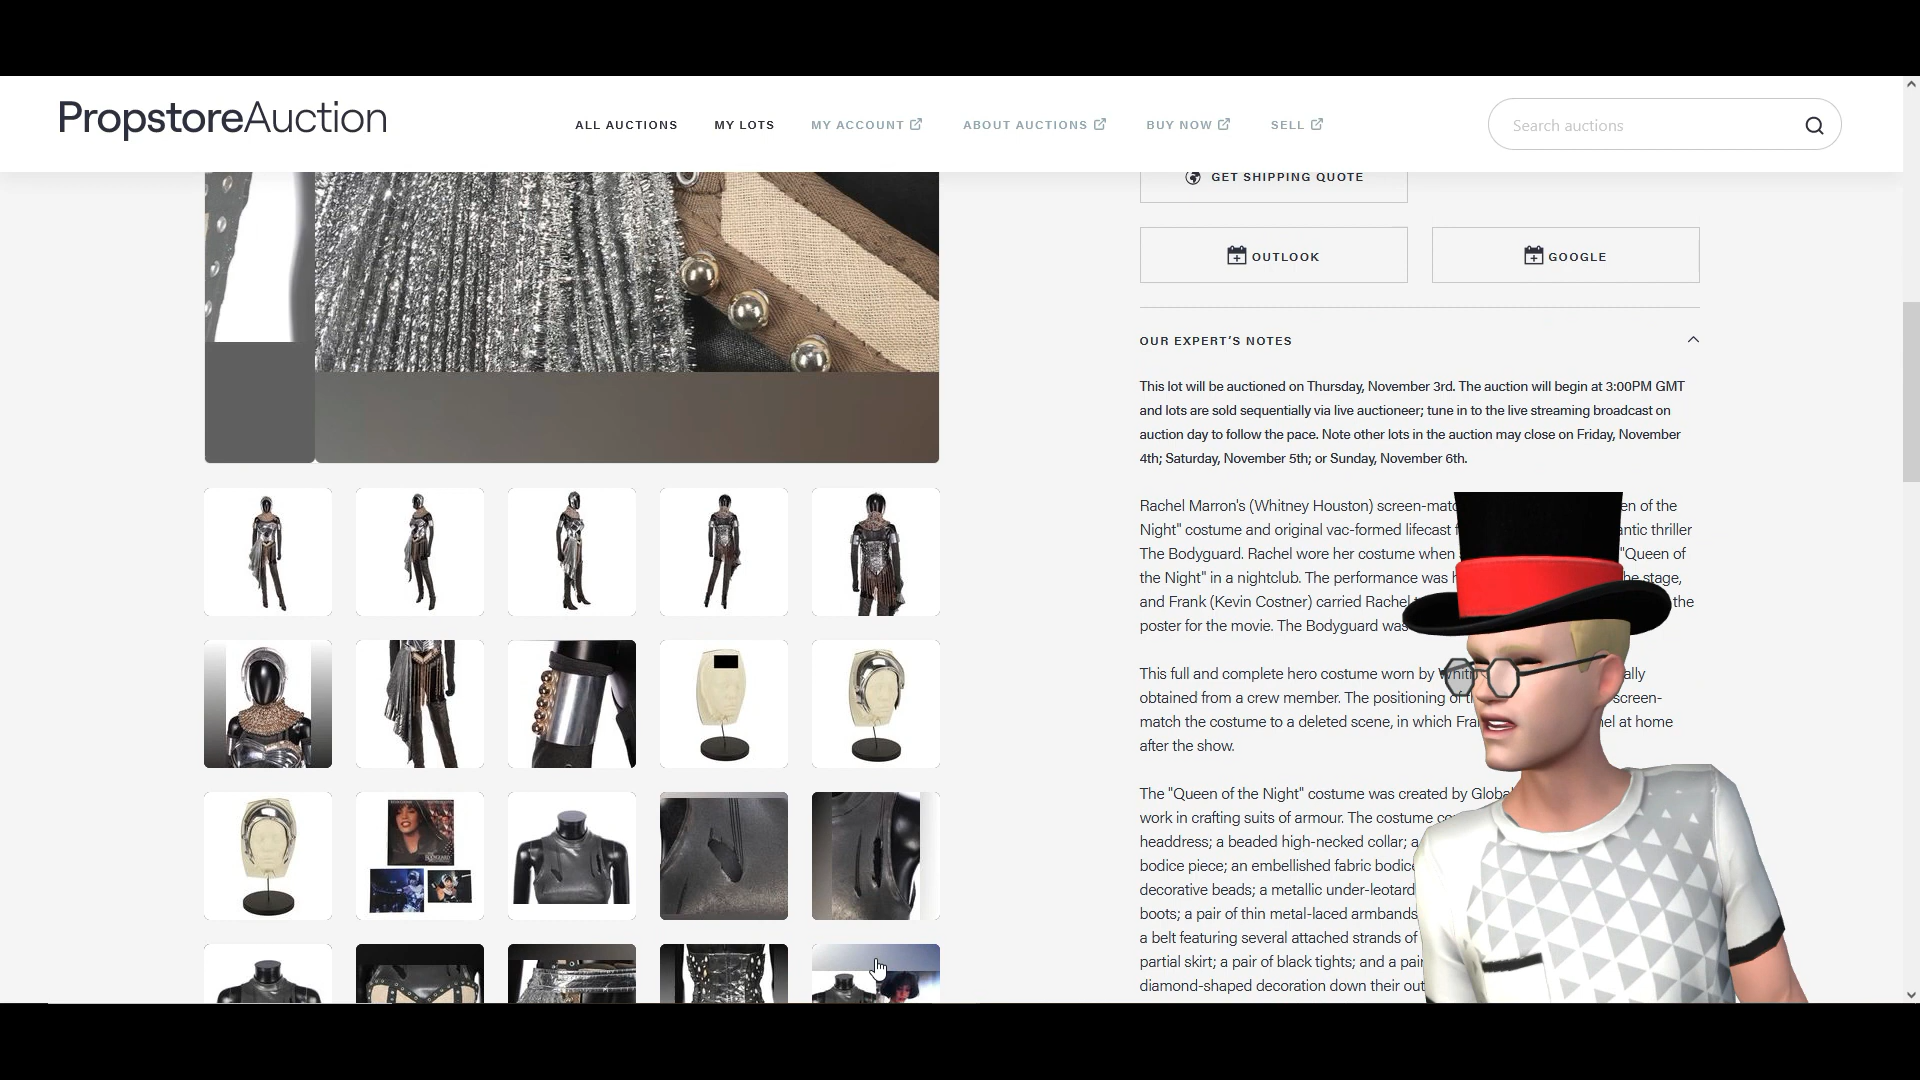 PropstoreAuction
ALL AUCTIONS
MY LOTS
MY ACCOUNT
ABOUT AUCTIONS
BUY NOW
SELL
Search auctions
GET SHIPPING QUOTE
OUTLOOK
GOOGLE
OUR EXPERT'S NOTES
This lot will be auctioned on Thursday, November 3rd. The auction will begin at 3:00PM GMT
and lots are sold sequentially via live auctioneer; tune in to the live streaming broadcast on
auction day to follow the pace. Note other lots in the auction may close on Friday, November
4th; Saturday, November 5th; or Sunday, November 6th.
Rachel Marron's (Whitney Houston) of the
Night" costume and original vac-formed lifecast thriller
The Bodyguard. Rachel wore her costume when "Queen of
the Night" in a nightclub. The performance was stage,
and Frank (Kevin Costner) carried Rachel the
poster for the movie. The Bodyguard was
This full and complete hero costume worn by
obtained from a crew member. The positioning of screen-
match the costume to a deleted scene, in which at home
after the show.
The "Queen of the Night" costume was created by
work in crafting suits of armour. The costume
headdress; a beaded high-necked collar; a
bodice piece; an embellished fabric
decorative beads; a metallic under-leotard
boots; a pair of thin metal-laced armbands
a belt featuring several attached strands of
partial skirt; a pair of black tights; and a
diamond-shaped decoration down their